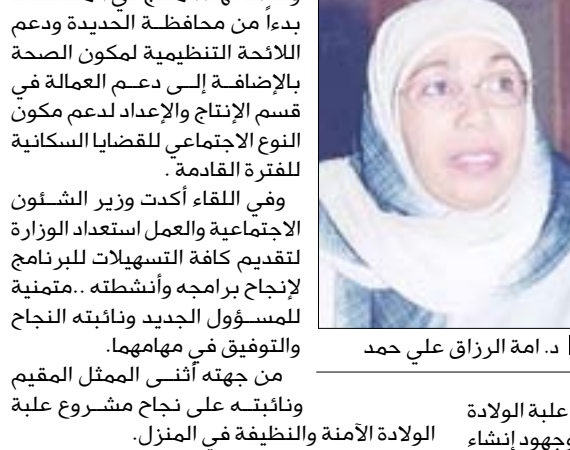 بدءاً من محافظة الحديدة ودعم
اللائحة التنظيمية لمكون الصحة
بالإضافة إلى دعم العمالة في
قسم الإنتاج والإعداد لدعم مكون
النوع الاجتماعي للقضايا السكانية
للفترة القادمة .
وفي اللقاء أكدت وزير الشئون
الاجتماعية والعمل استعداد الوزارة
لتقديم كافة التسهيلات للبرنامج
لإنجاح برامجه وأنشطته ..متمنية
للمسؤول الجديد ونائبته النجاح
والتوفيق في مهامهما.
من جهته أثنى الممثل المقيم
ونائبته على نجاح مشروع علبة
الولادة الآمنة والنظيفة في المنزل.
د. امة الرزاق علي حمد
علبة الولادة
وجهود إنشاء